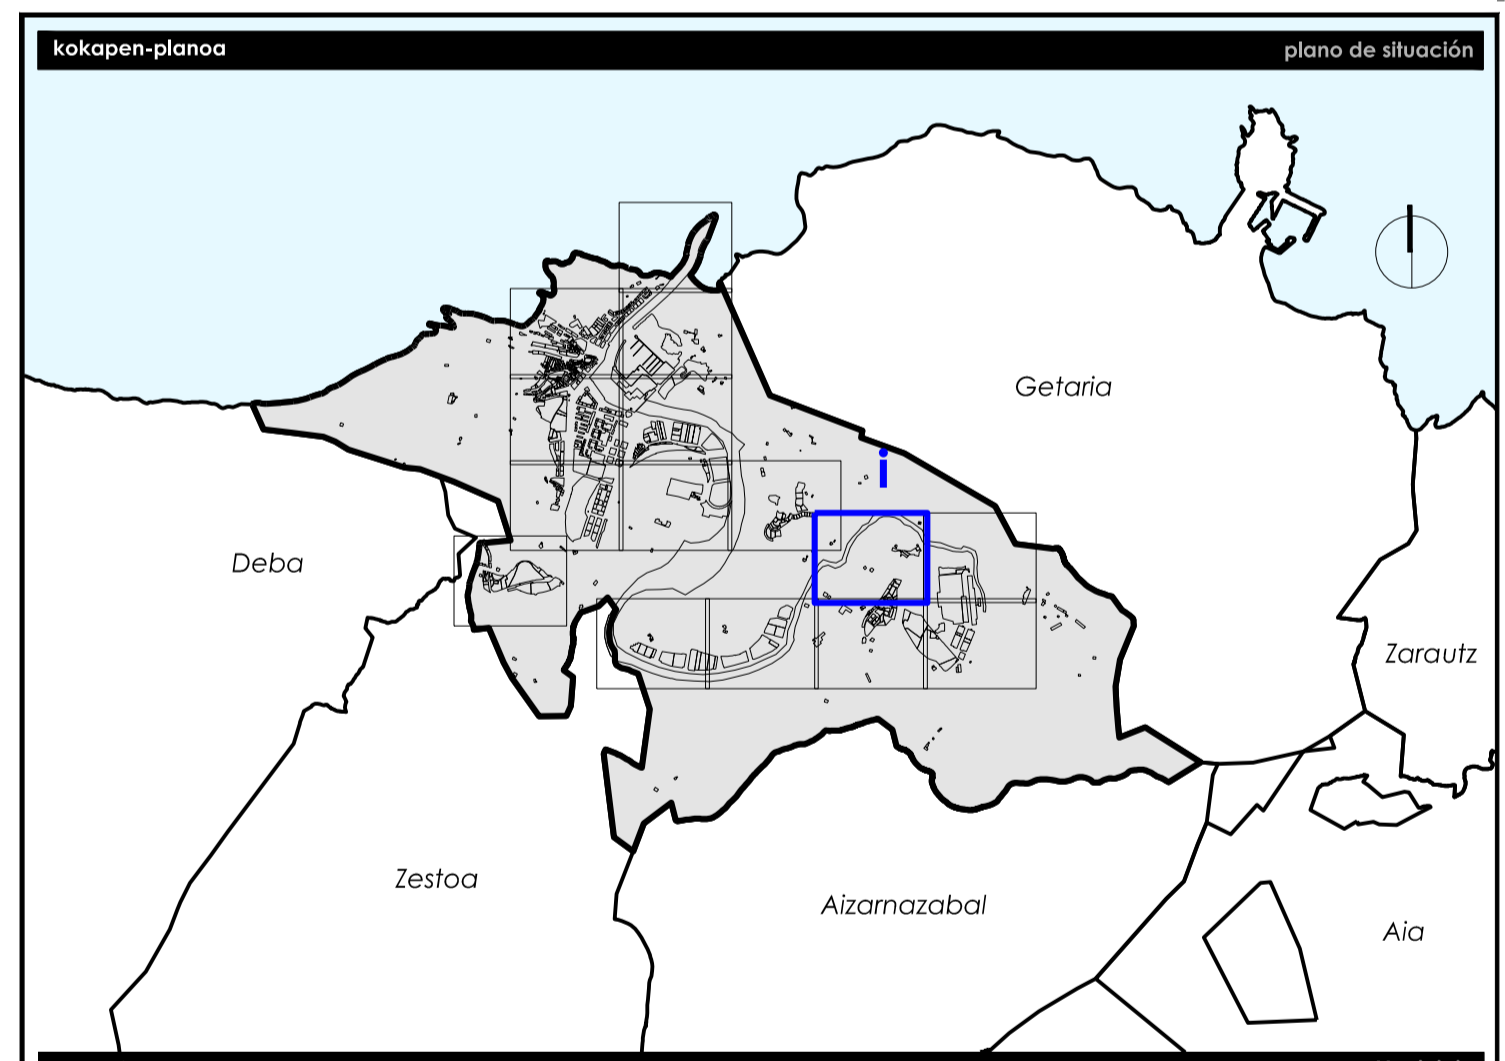 kokapen-planoa
plano de situación
Getaria
i
Deba
Zarautz
Zestoa
Aizarnazabal
Aia